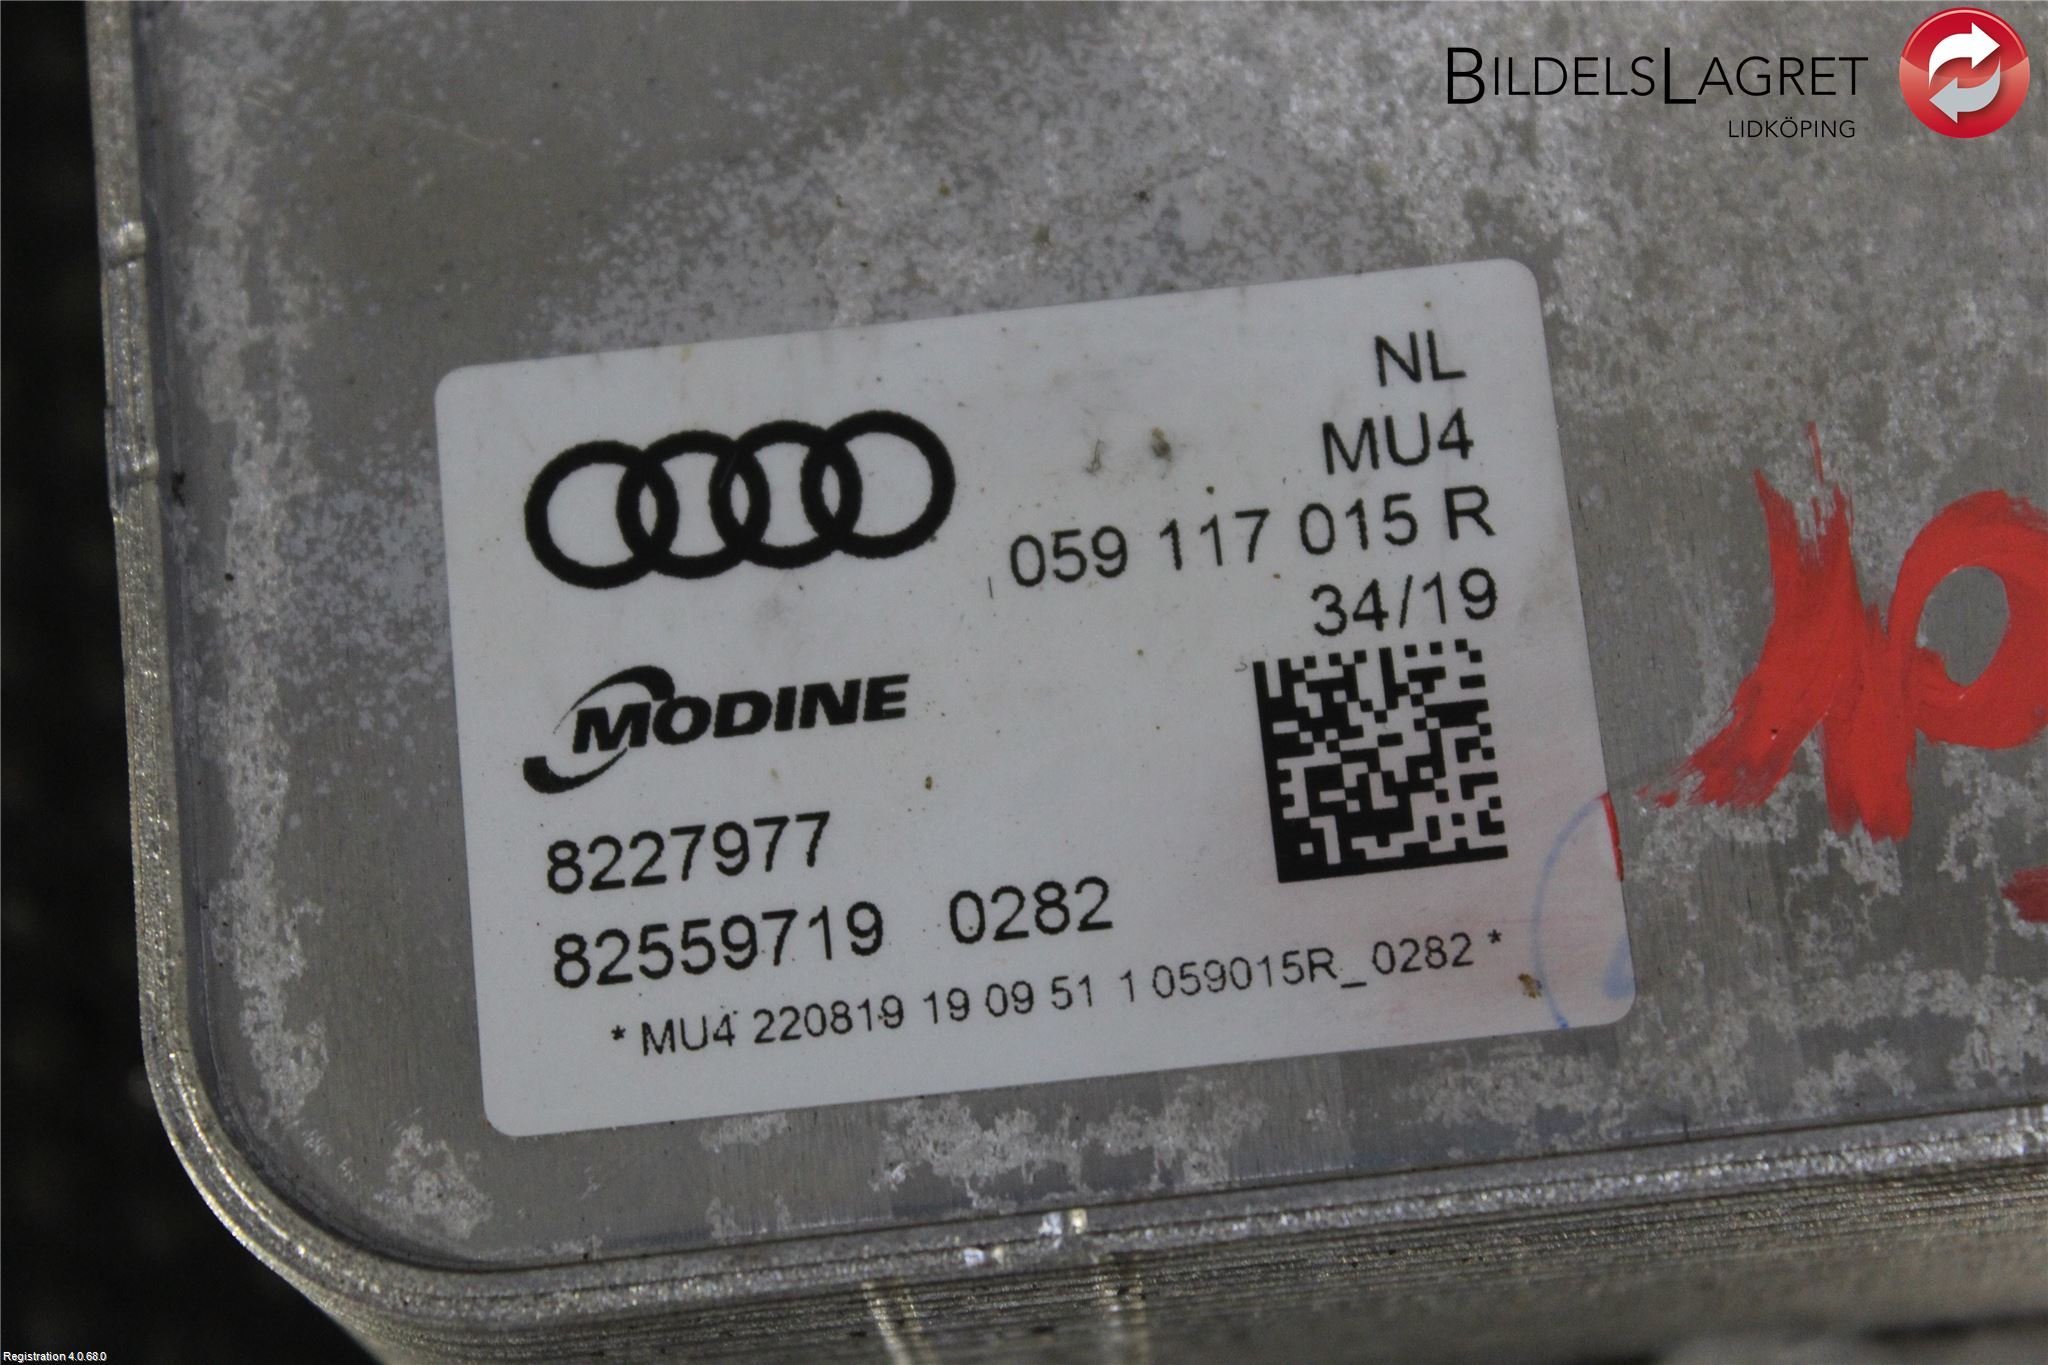 BILDELSLAGRET
LIDKÖPING
NL
MU4
059 117 015 R
34/19
MODINE
8227977
82559719 0282
* MU4 220819 19 09 51 1 059015R_0282 *
Registration 4.0.68.0